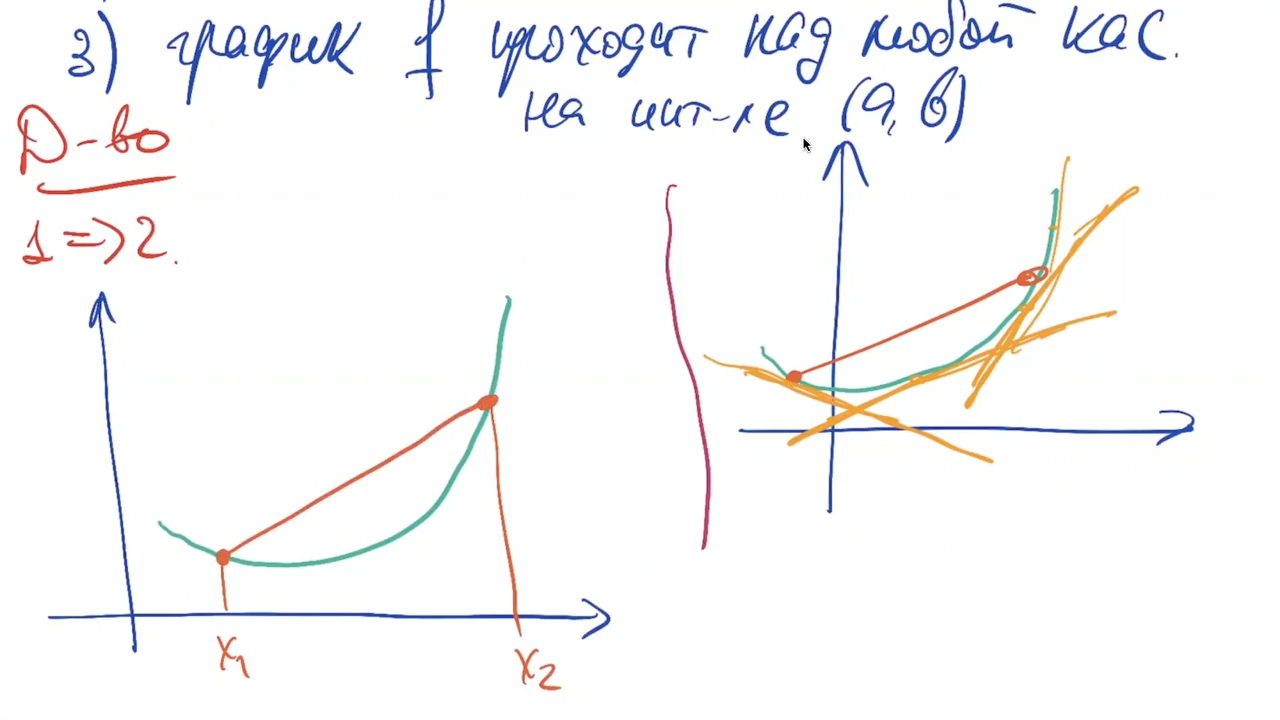 3) график f проходит над любой кас.
на инт-ле (a, b)
Д-во
1 => 2.
x₁
x₂